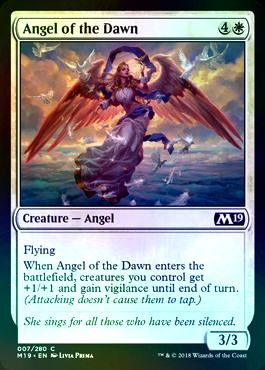 Angel of the Dawn 4
Creature — Angel M19
Flying
When Angel of the Dawn enters the
battlefield, creatures you control get
+1/+1 and gain vigilance until end of turn.
(Attacking doesn't cause them to tap.)
She sings for all those who have been silenced.
3/3
007/280 C
M19 • EN LIVIA PRIMA
™ & © 2018 Wizards of the Coast